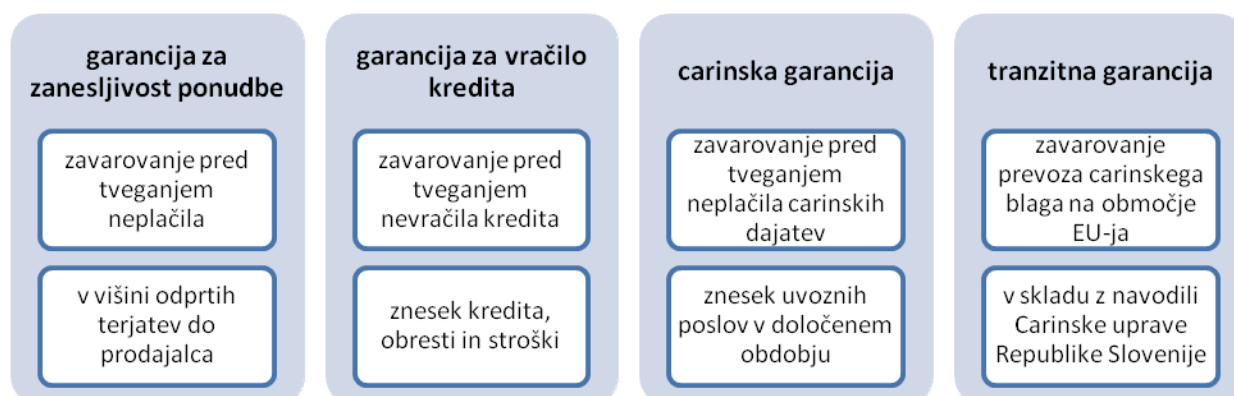 garancija za
zanesljivost ponudbe
zavarovanje pred
tveganjem
neplačila
v višini odprtih
terjatev do
prodajalca
garancija za vračilo
kredita
zavarovanje pred
tveganjem
nevračila kredita
znesek kredita,
obresti in stroški
carinska garancija
zavarovanje pred
tveganjem
neplačila carinskih
dajatev
znesek uvoznih
poslov v določenem
obdobju
tranzitna garancija
zavarovanje
prevoza carinskega
blaga na območje
EU-ja
v skladu z navodili
Carinske uprave
Republike Slovenije